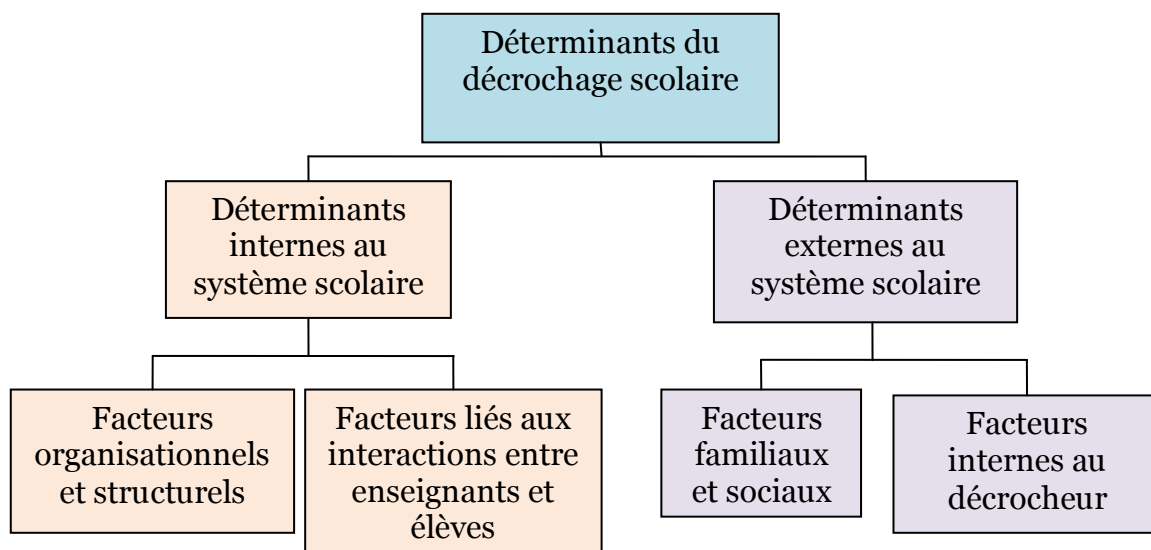 Déterminants du
décrochage scolaire
Déterminants
internes au
système scolaire
Déterminants
externes au
système scolaire
Facteurs
organisationnels
et structurels
Facteurs liés aux
interactions entre
enseignants et
élèves
Facteurs
familiaux
et sociaux
Facteurs
internes au
décrocheur